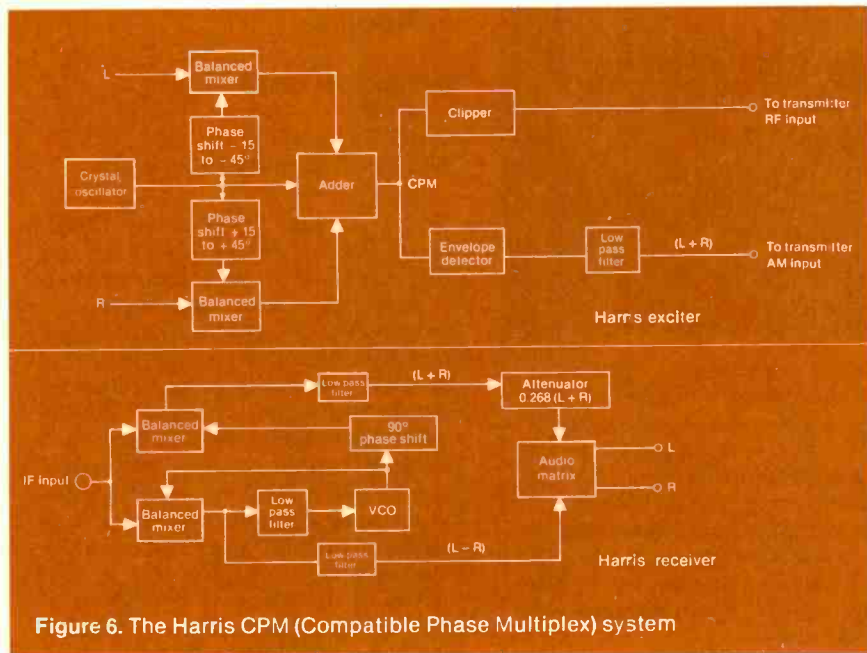 L
Balanced
mixer
Phase
shift – 15
to – 45°
Crystal
oscillator
Adder
CPM
Clipper
To transmitter
RF input
Phase
shift + 15
to + 45°
Envelope
detector
Low
pass
filter
(L + R)
To transmitter
AM input
R
Balanced
mixer
Harris exciter
Low pass
filter
(L + R)
Attenuator
0.268 (L + R)
Balanced
mixer
90°
phase shift
IF input
Audio
matrix
L
R
Balanced
mixer
Low
pass
filter
VCO
Low pass
filter
(L – R)
Harris receiver
Figure 6. The Harris CPM (Compatible Phase Multiplex) system